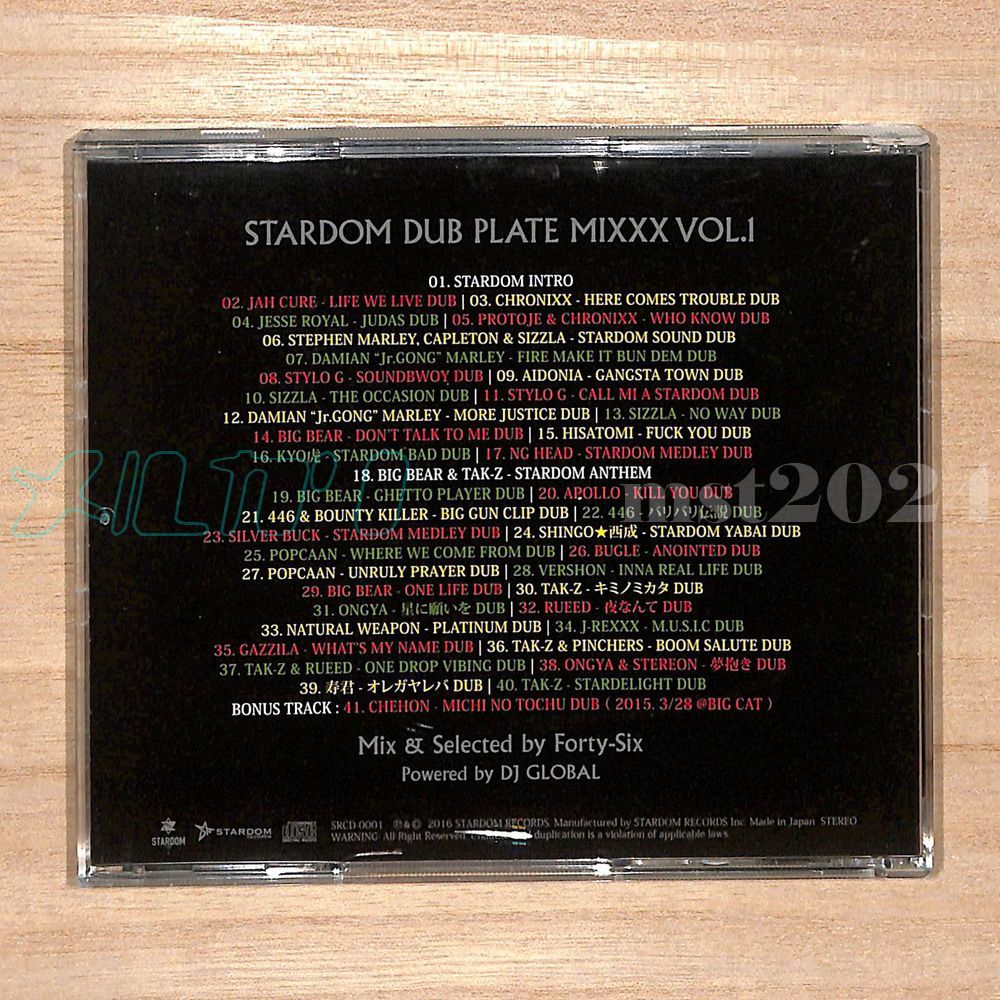 STARDOM DUB PLATE MIXXX VOL.1
01. STARDOM INTRO
02. JAH CURE - LIFE WE LIVE DUB | 03. CHRONIXX - HERE COMES TROUBLE DUB
04. JESSE ROYAL - JUDAS DUB | 05. PROTOJE & CHRONIXX - WHO KNOW DUB
06. STEPHEN MARLEY, CAPLETON & SIZZLA - STARDOM SOUND DUB
07. DAMIAN “Jr.GONG” MARLEY - FIRE MAKE IT BUN DEM DUB
08. STYLO G - SOUNDBWOY DUB | 09. AIDONIA - GANGSTA TOWN DUB
10. SIZZLA - THE OCCASION DUB | 11. STYLO G - CALL MI A STARDOM DUB
12. DAMIAN “Jr.GONG” MARLEY - MORE JUSTICE DUB | 13. SIZZLA - NO WAY DUB
14. BIG BEAR - DON'T TALK TO ME DUB | 15. HISATOMI - FUCK YOU DUB
16. KYO虎 - STARDOM BAD DUB | 17. NG HEAD - STARDOM MEDLEY DUB
18. BIG BEAR & TAK-Z - STARDOM ANTHEM
19. BIG BEAR - GHETTO PLAYER DUB | 20. APOLLO - KILL YOU DUB
21. 446 & BOUNTY KILLER - BIG GUN CLIP DUB | 22. 446 - バリバリ伝説 DUB
23. SILVER BUCK - STARDOM MEDLEY DUB | 24. SHINGO★西成 - STARDOM YABAI DUB
25. POPCAAN - WHERE WE COME FROM DUB | 26. BUGLE - ANOINTED DUB
27. POPCAAN - UNRULY PRAYER DUB | 28. VERSHON - INNA REAL LIFE DUB
29. BIG BEAR - ONE LIFE DUB | 30. TAK-Z - キミノミカタ DUB
31. ONGYA - 星に願いを DUB | 32. RUEED - 夜なんて DUB
33. NATURAL WEAPON - PLATINUM DUB | 34. J-REXXX - M.U.S.I.C DUB
35. GAZZILA - WHAT'S MY NAME DUB | 36. TAK-Z & PINCHERS - BOOM SALUTE DUB
37. TAK-Z & RUEED - ONE DROP VIBING DUB | 38. ONGYA & STEREON - 夢抱き DUB
39. 寿君 - オレガヤレバ DUB | 40. TAK-Z - STARDELIGHT DUB
BONUS TRACK : 41. CHEHON - MICHI NO TOCHU DUB ( 2015. 3/28 @BIG CAT )
Mix & Selected by Forty-Six
Powered by DJ GLOBAL
STARDOM
STARDOM
SRCD-0001 ℗&© 2016 STARDOM RECORDS. Manufactured by STARDOM RECORDS Inc. Made in Japan STEREO
WARNING: All Right Reserved. duplication is a violation of applicable laws.
メルカリ
mst2024